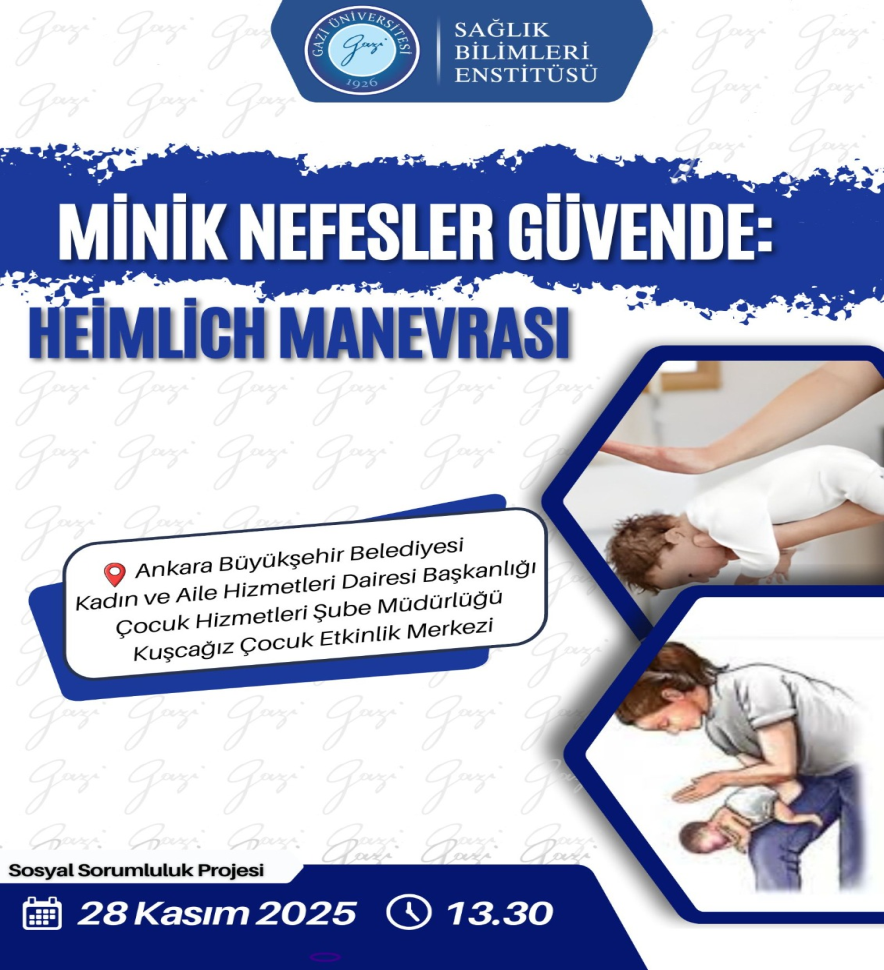 GAZİ ÜNİVERSİTESİ
Gazi
1926
SAĞLIK
BİLİMLERİ
ENSTİTÜSÜ
MİNİK NEFESLER GÜVENDE:
HEİMLİCH MANEVRASI
Ankara Büyükşehir Belediyesi
Kadın ve Aile Hizmetleri Dairesi Başkanlığı
Çocuk Hizmetleri Şube Müdürlüğü
Kuşcağız Çocuk Etkinlik Merkezi
Sosyal Sorumluluk Projesi
28 Kasım 2025
13.30